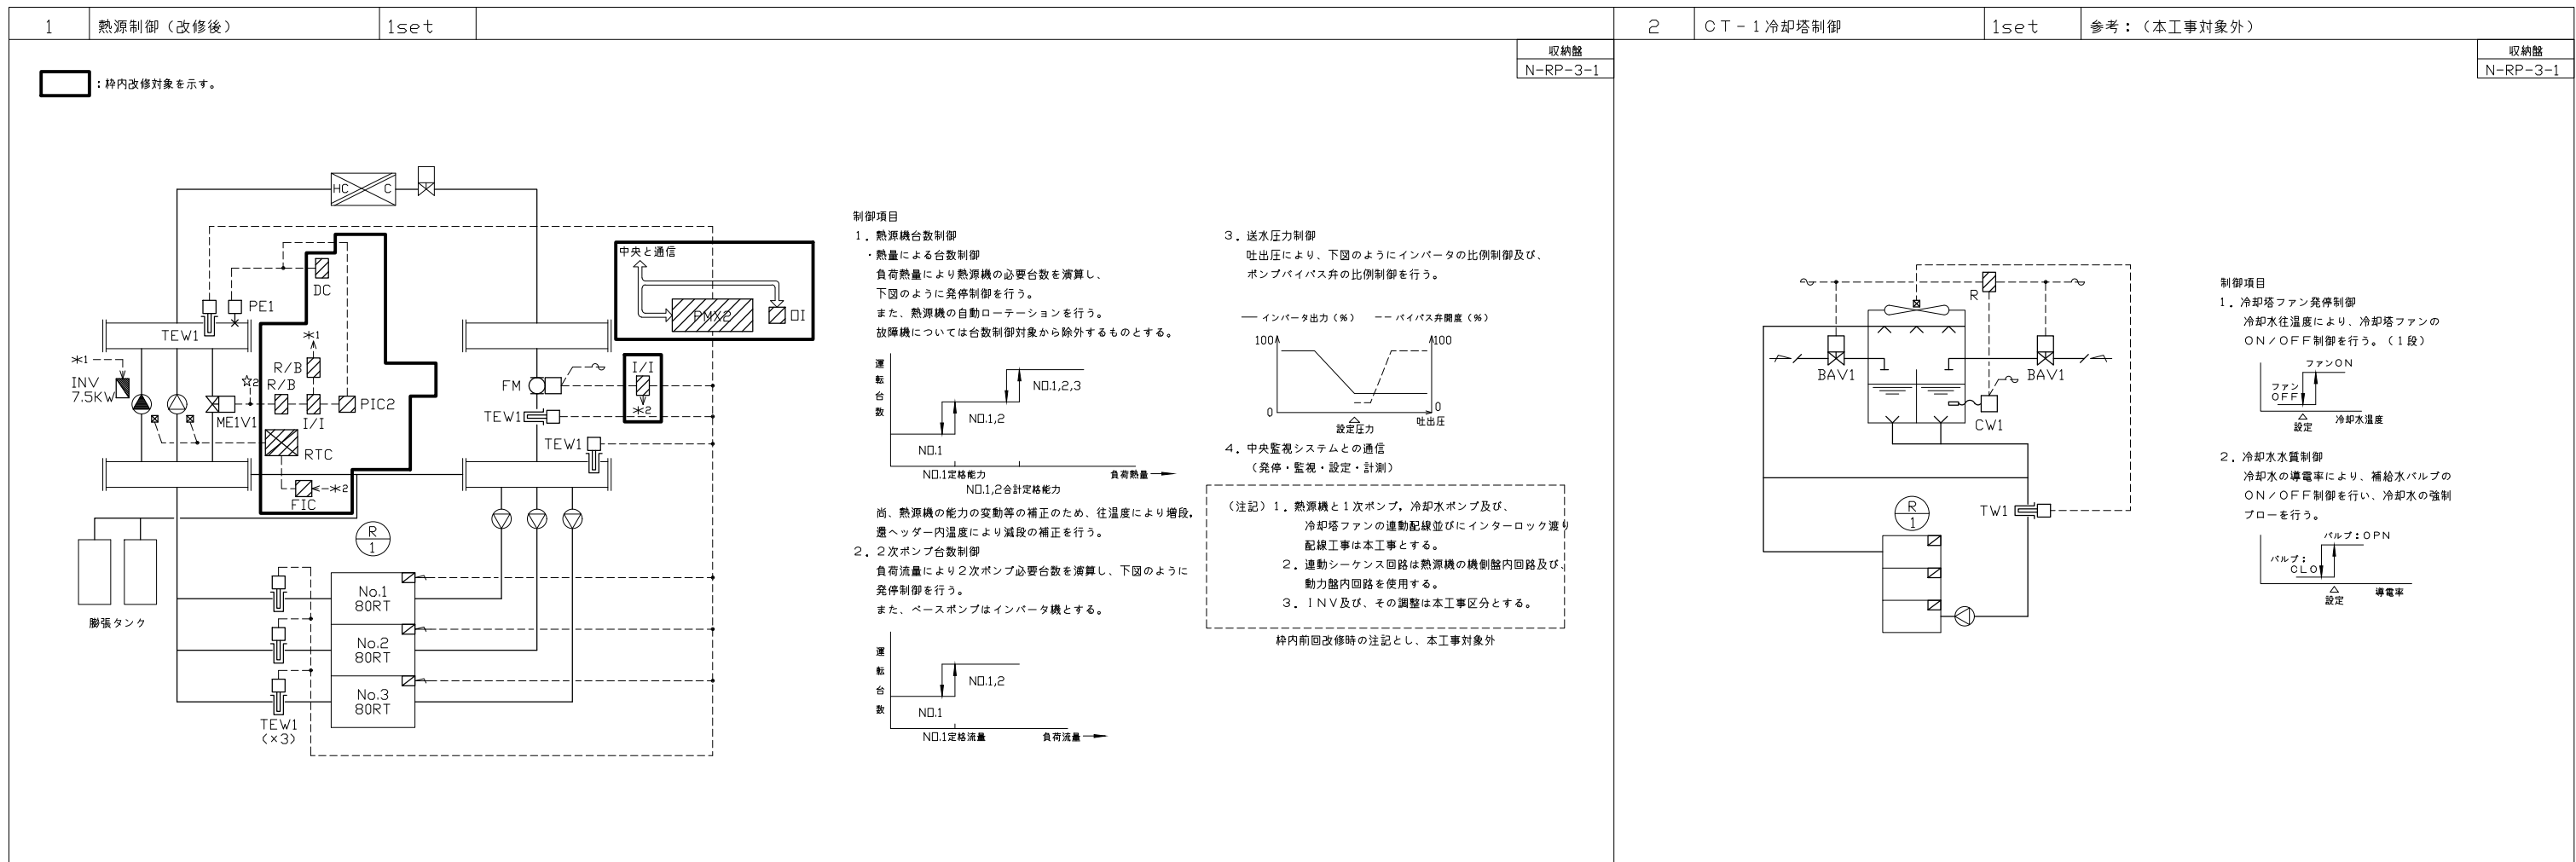 1
熱源制御（改修後）
1set
収納盤
N-RP-3-1
：枠内改修対象を示す。
HC
C
中央と通信
PMX2
OI
DC
PE1
TEW1
＊1
INV
7.5KW
＊1
R/B
R/B
☆2
ME1V1
I/I
PIC2
RTC
FIC
＊2
FM
I/I
＊2
TEW1
TEW1
R
1
膨張タンク
No.1
80RT
No.2
80RT
No.3
80RT
TEW1
(×3)
制御項目
１．熱源機台数制御
・熱量による台数制御
負荷熱量により熱源機の必要台数を演算し、
下図のように発停制御を行う。
また、熱源機の自動ローテーションを行う。
故障機については台数制御対象から除外するものとする。
運転台数
NO.1
NO.1,2
NO.1,2,3
NO.1定格能力
NO.1,2合計定格能力
負荷熱量
尚、熱源機の能力の変動等の補正のため、往温度により増段，
還ヘッダー内温度により減段の補正を行う。
２．２次ポンプ台数制御
負荷流量により２次ポンプ必要台数を演算し、下図のように
発停制御を行う。
また、ベースポンプはインバータ機とする。
運転台数
NO.1
NO.1,2
NO.1定格流量
負荷流量
３．送水圧力制御
吐出圧により、下図のようにインバータの比例制御及び、
ポンプバイパス弁の比例制御を行う。
インバータ出力（％）
バイパス弁開度（％）
100
100
0
0
設定圧力
吐出圧
４．中央監視システムとの通信
（発停・監視・設定・計測）
（注記）１．熱源機と１次ポンプ，冷却水ポンプ及び、
冷却塔ファンの連動配線並びにインターロック渡り
配線工事は本工事とする。
２．連動シーケンス回路は熱源機の機側盤内回路及び、
動力盤内回路を使用する。
３．ＩＮＶ及び、その調整は本工事区分とする。
枠内前回改修時の注記とし、本工事対象外
2
ＣＴ－１冷却塔制御
1set
参考：（本工事対象外）
収納盤
N-RP-3-1
R
BAV1
BAV1
CW1
TW1
R
1
制御項目
１．冷却塔ファン発停制御
冷却水往温度により、冷却塔ファンの
ＯＮ／ＯＦＦ制御を行う。（１段）
ファンＯＮ
ファン
ＯＦＦ
設定
冷却水温度
２．冷却水水質制御
冷却水の導電率により、補給水バルブの
ＯＮ／ＯＦＦ制御を行い、冷却水の強制
ブローを行う。
バルブ：ＯＰＮ
バルブ：
ＣＬＯ
設定
導電率